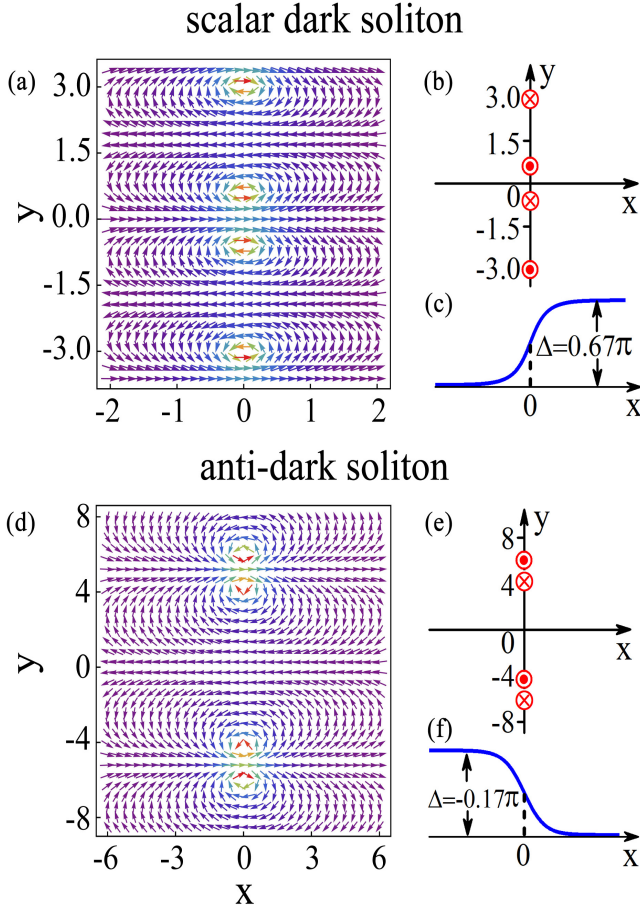 scalar dark soliton
(a)
y
3.0
1.5
0.0
-1.5
-3.0
-2 -1 0 1 2
(b)
y
3.0
1.5
0
x
-1.5
-3.0
(c)
Δ=0.67π
0
x
anti-dark soliton
(d)
y
8
4
0
-4
-8
-6 -3 0 3 6
x
(e)
y
8
4
0
x
-4
-8
(f)
Δ=-0.17π
0
x